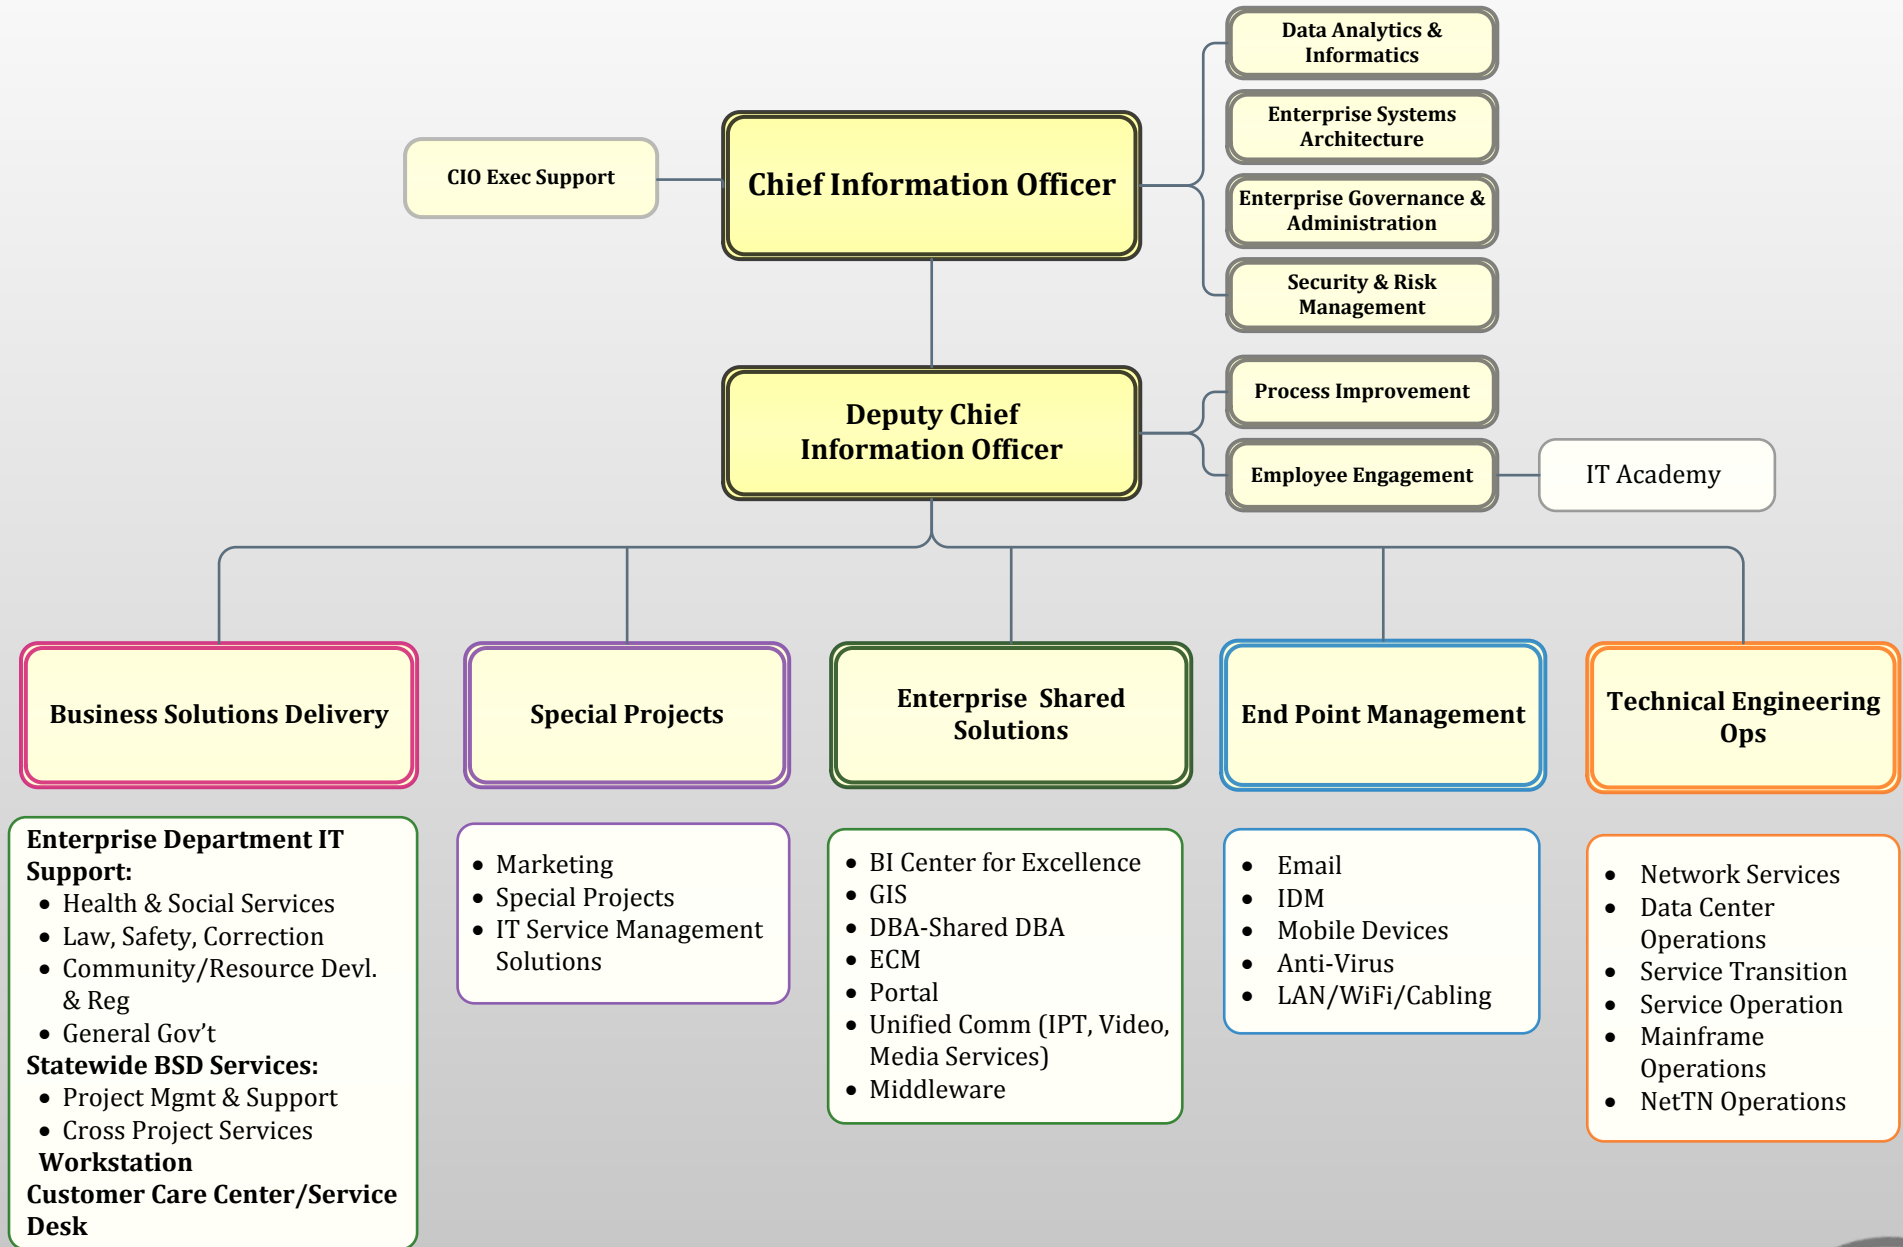 Data Analytics &
Informatics
Enterprise Systems
Architecture
CIO Exec Support
Chief Information Officer
Enterprise Governance &
Administration
Security & Risk
Management
Deputy Chief
Information Officer
Process Improvement
Employee Engagement
IT Academy
Business Solutions Delivery
Special Projects
Enterprise  Shared
Solutions
End Point Management
Technical Engineering
Ops
Enterprise Department IT
Support:
• Health & Social Services
• Law, Safety, Correction
• Community/Resource Devl.
& Reg
• General Gov’t
Statewide BSD Services:
• Project Mgmt & Support
• Cross Project Services
Workstation
Customer Care Center/Service
Desk
• Marketing
• Special Projects
• IT Service Management
Solutions
• BI Center for Excellence
• GIS
• DBA-Shared DBA
• ECM
• Portal
• Unified Comm (IPT, Video,
Media Services)
• Middleware
• Email
• IDM
• Mobile Devices
• Anti-Virus
• LAN/WiFi/Cabling
• Network Services
• Data Center
Operations
• Service Transition
• Service Operation
• Mainframe
Operations
• NetTN Operations